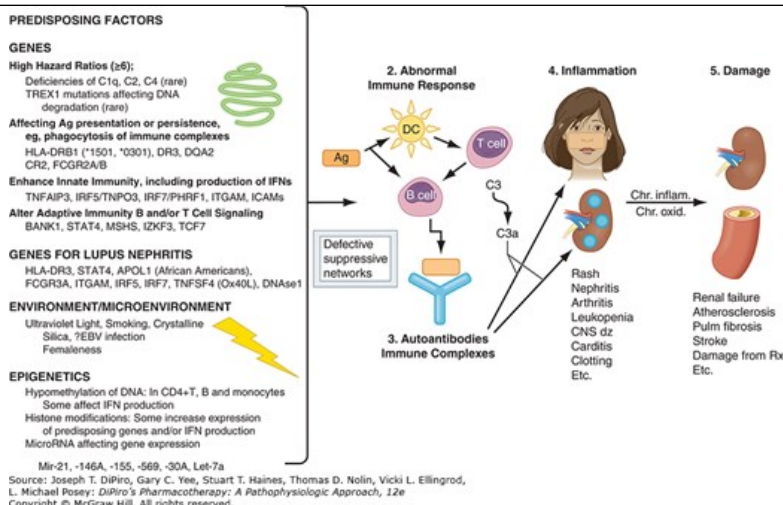 PREDISPOSING FACTORS
GENES
High Hazard Ratios (≥6);
Deficiencies of C1q, C2, C4 (rare)
TREX1 mutations affecting DNA
degradation (rare)
Affecting Ag presentation or persistence,
eg, phagocytosis of immune complexes
HLA-DRB1 (*1501, *0301), DR3, DQA2
CR2, FCGR2A/B
Enhance Innate Immunity, including production of IFNs
TNFAIP3, IRF5/TNPO3, IRF7/PHRF1, ITGAM, ICAMs
Alter Adaptive Immunity B and/or T Cell Signaling
BANK1, STAT4, MSHS, IZKF3, TCF7
GENES FOR LUPUS NEPHRITIS
HLA-DR3, STAT4, APOL1 (African Americans),
FCGR3A, ITGAM, IRF5, IRF7, TNFSF4 (Ox40L), DNAse1
ENVIRONMENT/MICROENVIRONMENT
Ultraviolet Light, Smoking, Crystalline
Silica, ?EBV infection
Femaleness
EPIGENETICS
Hypomethylation of DNA: In CD4+T, B and monocytes
Some affect IFN production
Histone modifications: Some increase expression
of predisposing genes and/or IFN production
MicroRNA affecting gene expression
Mir-21, -146A, -155, -569, -30A, Let-7a
2. Abnormal
Immune Response
DC
T cell
Ag
B cell
C3
C3a
Defective
suppressive
networks
3. Autoantibodies
Immune Complexes
4. Inflammation
Rash
Nephritis
Arthritis
Leukopenia
CNS dz
Carditis
Clotting
Etc.
Chr. inflam.
Chr. oxid.
5. Damage
Renal failure
Atherosclerosis
Pulm fibrosis
Stroke
Damage from Rx
Etc.
Source: Joseph T. DiPiro, Gary C. Yee, Stuart T. Haines, Thomas D. Nolin, Vicki L. Ellingrod,
L. Michael Posey: DiPiro's Pharmacotherapy: A Pathophysiologic Approach, 12e
Copyright © McGraw Hill. All rights reserved.